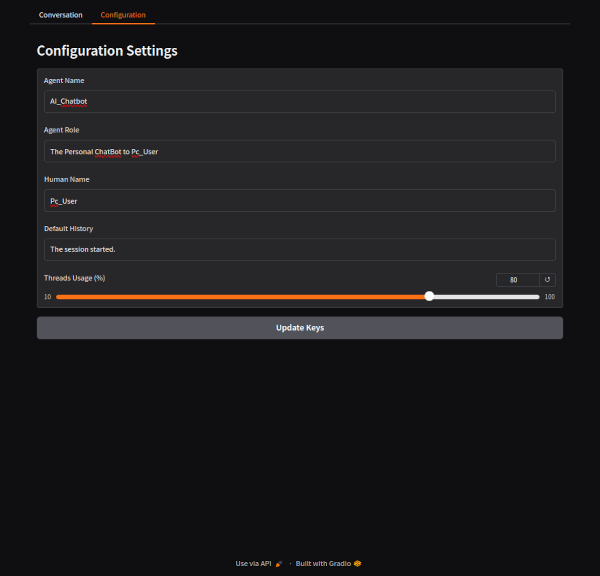 Conversation Configuration
Configuration Settings
Agent Name
AI_Chatbot
Agent Role
The Personal ChatBot to Pc_User
Human Name
Pc_User
Default History
The session started.
Threads Usage (%) 80 ↺
10 100
Update Keys
Use via API · Built with Gradio